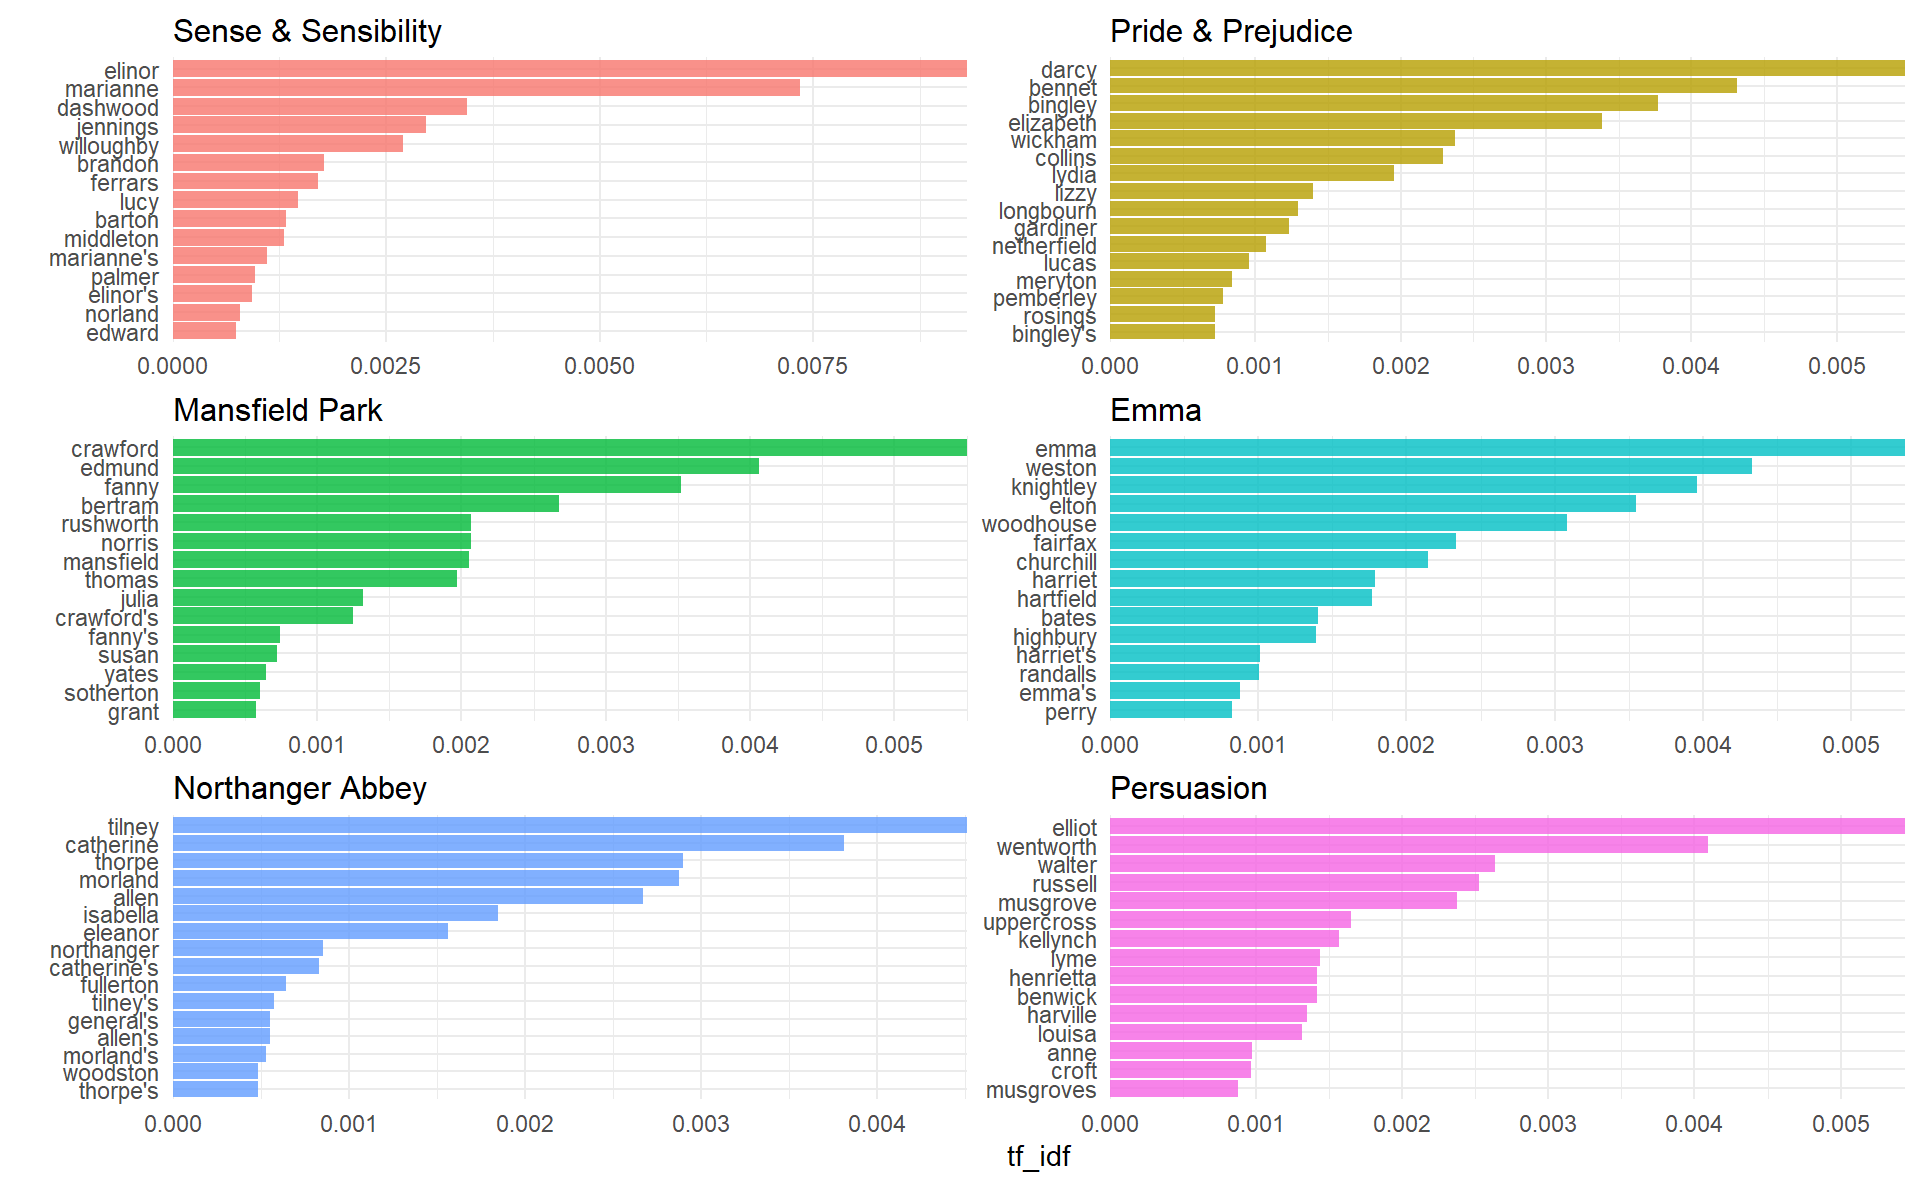 Sense & Sensibility
elinor
marianne
dashwood
jennings
willoughby
brandon
ferrars
lucy
barton
middleton
marianne's
palmer
elinor's
norland
edward
0.0000 0.0025 0.0050 0.0075
Pride & Prejudice
darcy
bennet
bingley
elizabeth
wickham
collins
lydia
lizzy
longbourn
gardiner
netherfield
lucas
meryton
pemberley
rosings
bingley's
0.000 0.001 0.002 0.003 0.004 0.005
Mansfield Park
crawford
edmund
fanny
bertram
rushworth
norris
mansfield
thomas
julia
crawford's
fanny's
susan
yates
sotherton
grant
0.000 0.001 0.002 0.003 0.004 0.005
Emma
emma
weston
knightley
elton
woodhouse
fairfax
churchill
harriet
hartfield
bates
highbury
harriet's
randalls
emma's
perry
0.000 0.001 0.002 0.003 0.004 0.005
Northanger Abbey
tilney
catherine
thorpe
morland
allen
isabella
eleanor
northanger
catherine's
fullerton
tilney's
general's
allen's
morland's
woodston
thorpe's
0.000 0.001 0.002 0.003 0.004
Persuasion
elliot
wentworth
walter
russell
musgrove
uppercross
kellynch
lyme
henrietta
benwick
harville
louisa
anne
croft
musgroves
0.000 0.001 0.002 0.003 0.004 0.005
tf_idf